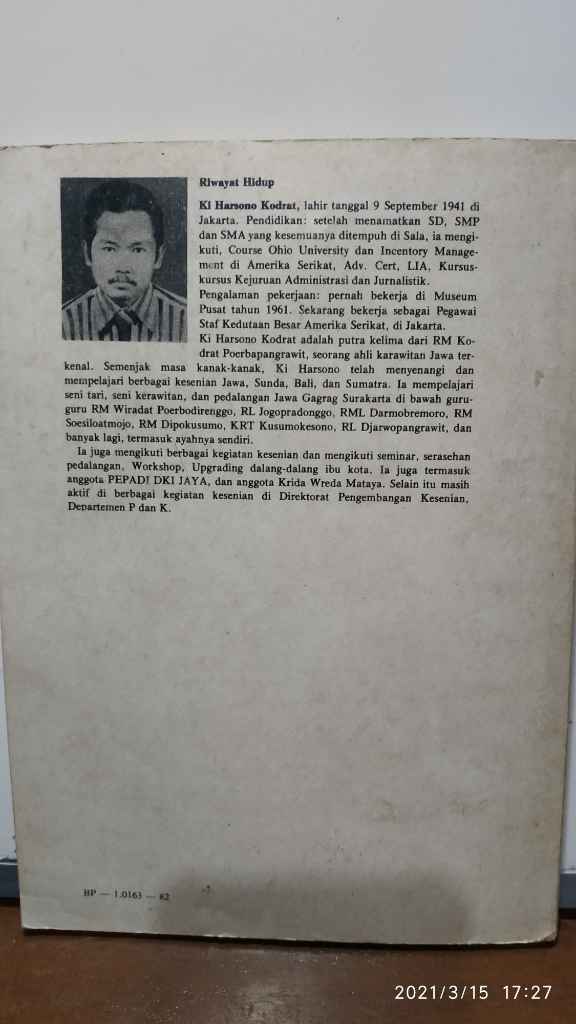 Riwayat Hidup
Ki Harsono Kodrat, lahir tanggal 9 September 1941 di
Jakarta. Pendidikan: setelah menamatkan SD, SMP
dan SMA yang kesemuanya ditempuh di Sala, ia mengi-
kuti, Course Ohio University dan Incentory Manage-
ment di Amerika Serikat, Adv. Cert, LIA, Kursus-
kursus Kejuruan Administrasi dan Jurnalistik.
Pengalaman pekerjaan: pernah bekerja di Museum
Pusat tahun 1961. Sekarang bekerja sebagai Pegawai
Staf Kedutaan Besar Amerika Serikat, di Jakarta.
Ki Harsono Kodrat adalah putra kelima dari RM Ko-
drat Poerbapangrawit, seorang ahli karawitan Jawa ter-
kenal. Semenjak masa kanak-kanak, Ki Harsono telah menyenangi dan
mempelajari berbagai kesenian Jawa, Sunda, Bali, dan Sumatra. Ia mempelajari
seni tari, seni kerawitan, dan pedalangan Jawa Gagrag Surakarta di bawah guru-
guru RM Wiradat Poerbodirenggo, RL Jogopradonggo, RML Darmobremoro, RM
Soesiloatmojo, RM Dipokusumo, KRT Kusumokesono, RL Djarwopangrawit, dan
banyak lagi, termasuk ayahnya sendiri.
Ia juga mengikuti berbagai kegiatan kesenian dan mengikuti seminar, serasehan
pedalangan, Workshop, Upgrading dalang-dalang ibu kota. Ia juga termasuk
anggota PEPADI DKI JAYA, dan anggota Krida Wreda Mataya. Selain itu masih
aktif di berbagai kegiatan kesenian di Direktorat Pengembangan Kesenian,
Departemen P dan K.
BP — 1.0163 — 82
2021/3/15 17:27